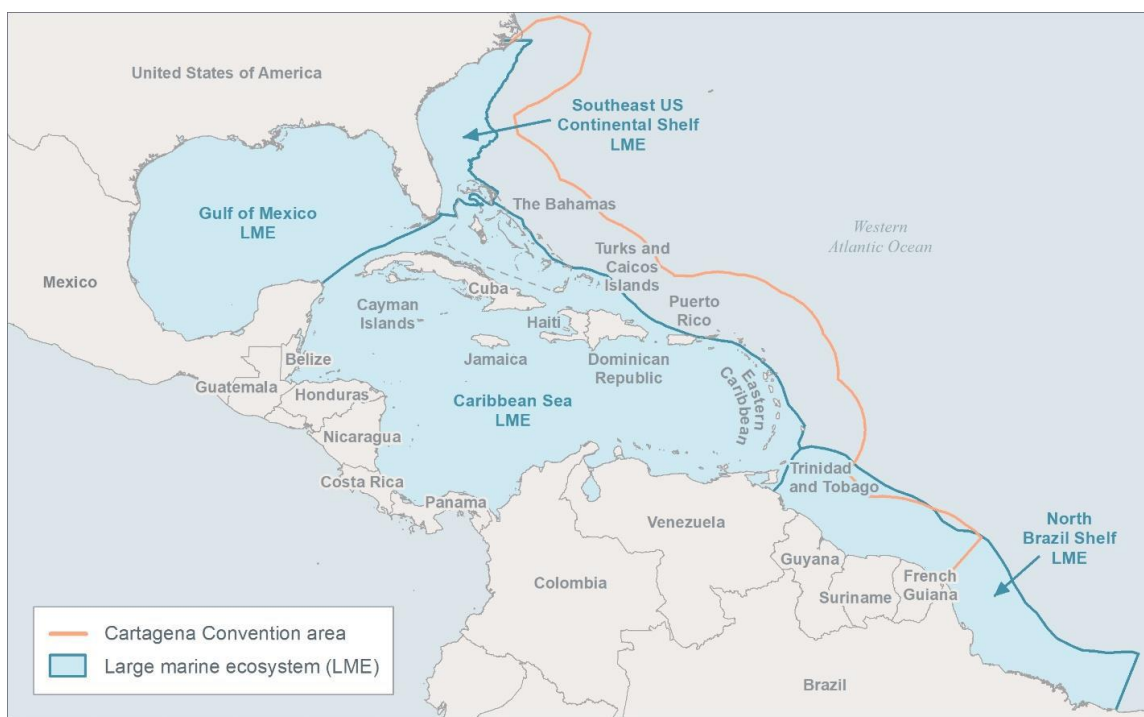 United States of America
Southeast US
Continental Shelf
LME
Gulf of Mexico
LME
The Bahamas
Western
Atlantic Ocean
Mexico
Turks and
Caicos
Islands
Cuba
Cayman
Islands
Puerto
Rico
Haiti
Jamaica
Dominican
Republic
Belize
Guatemala
Honduras
Caribbean Sea
LME
Eastern
Caribbean
Nicaragua
Costa Rica
Panama
Trinidad
and Tobago
Venezuela
North
Brazil Shelf
LME
Guyana
Colombia
Suriname
French
Guiana
Brazil
Cartagena Convention area
Large marine ecosystem (LME)